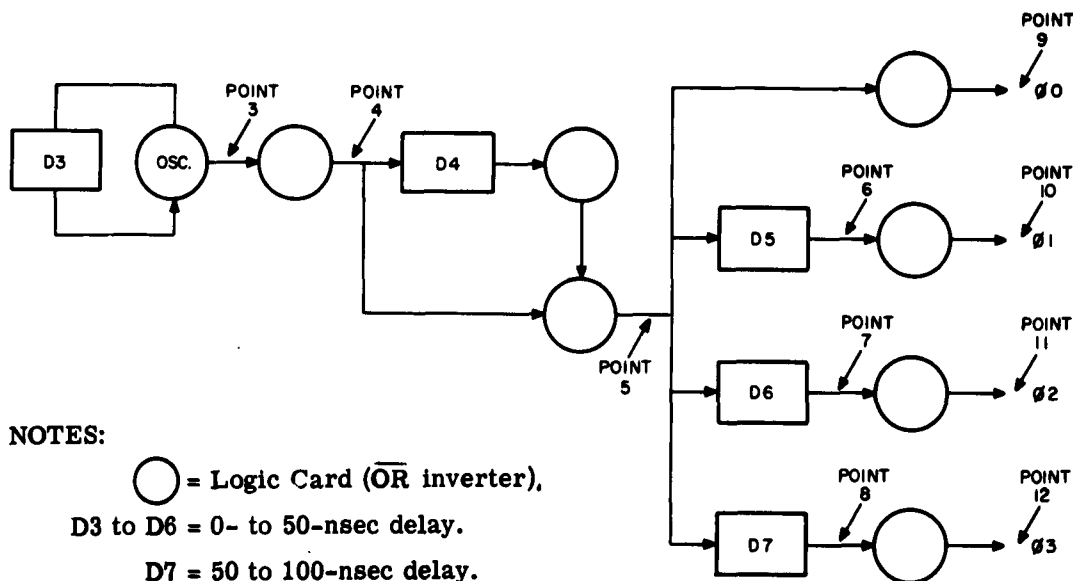 POINT
9
ø0
POINT
3
POINT
4
D3
OSC.
D4
POINT
6
POINT
10
D5
ø1
POINT
5
POINT
7
POINT
11
D6
ø2
POINT
8
POINT
12
D7
ø3
NOTES:
= Logic Card (O̅R̅ inverter).
D3 to D6 = 0- to 50-nsec delay.
D7 = 50 to 100-nsec delay.